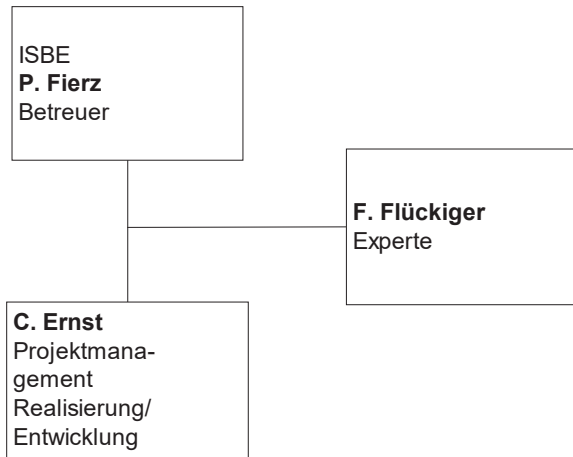 ISBE
P. Fierz
Betreuer
F. Flückiger
Experte
C. Ernst
Projektmana-
gement
Realisierung/
Entwicklung